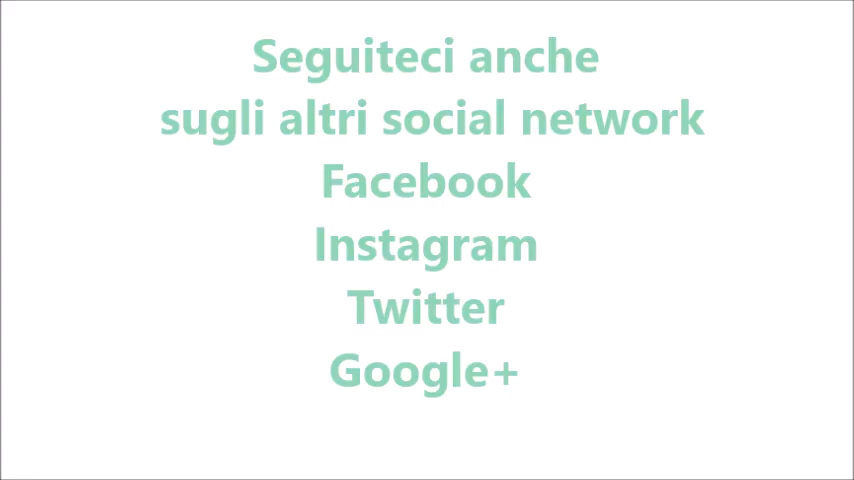 Seguiteci anche
sugli altri social network
Facebook
Instagram
Twitter
Google+